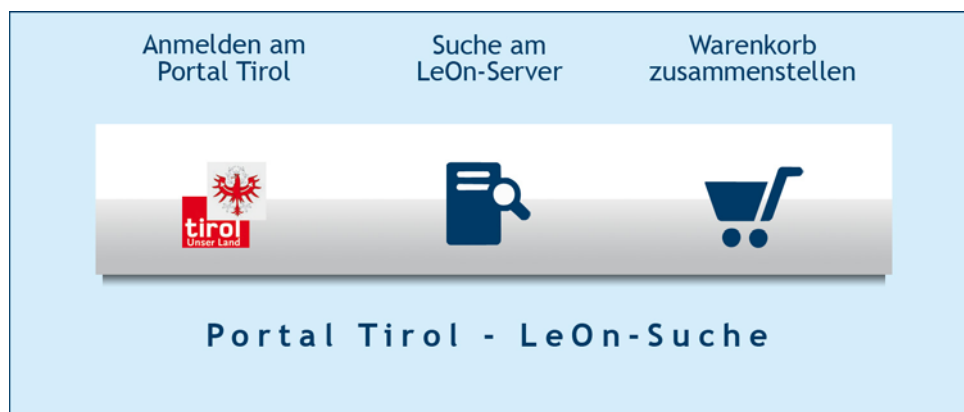 Anmelden am
Portal Tirol
Suche am
LeOn-Server
Warenkorb
zusammenstellen
tirol
Unser Land
Portal Tirol - LeOn-Suche